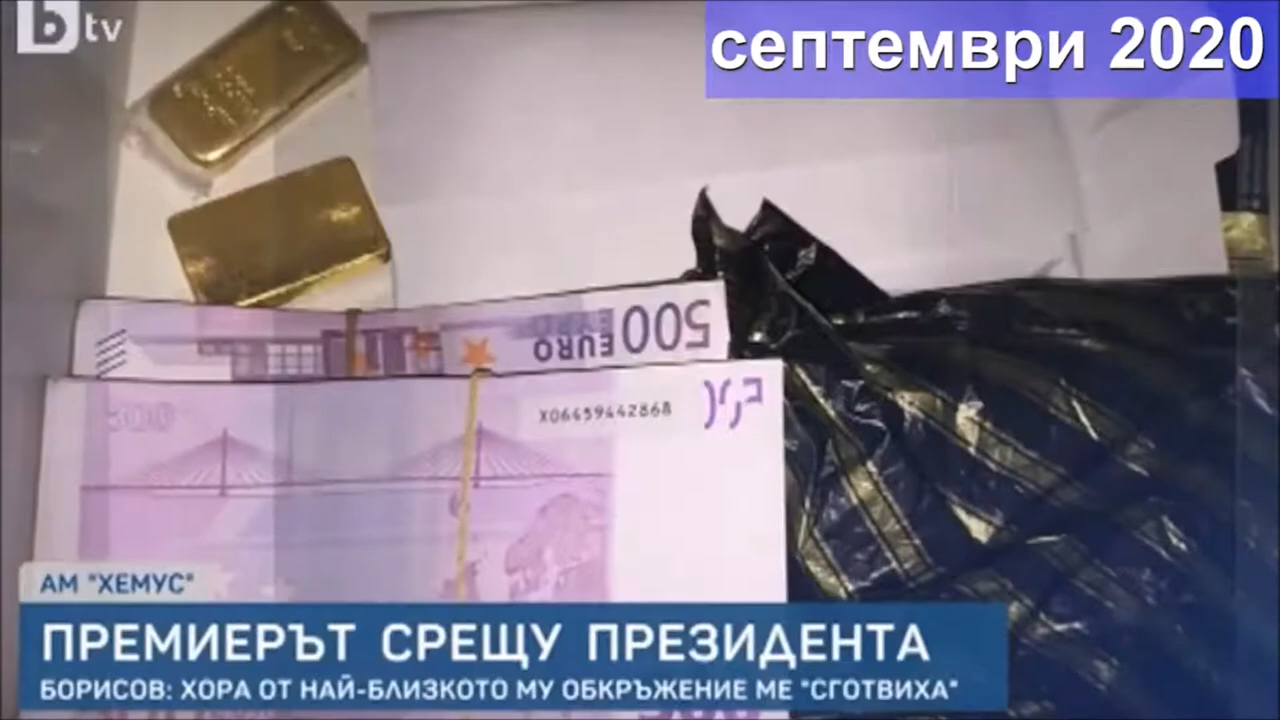 btv
септември 2020
500
EURO
ΕΥΡΩ
X06459442868
АМ "ХЕМУС"
ПРЕМИЕРЪТ СРЕЩУ ПРЕЗИДЕНТА
БОРИСОВ: ХОРА ОТ НАЙ-БЛИЗКОТО МУ ОБКРЪЖЕНИЕ МЕ "СГОТВИХА"